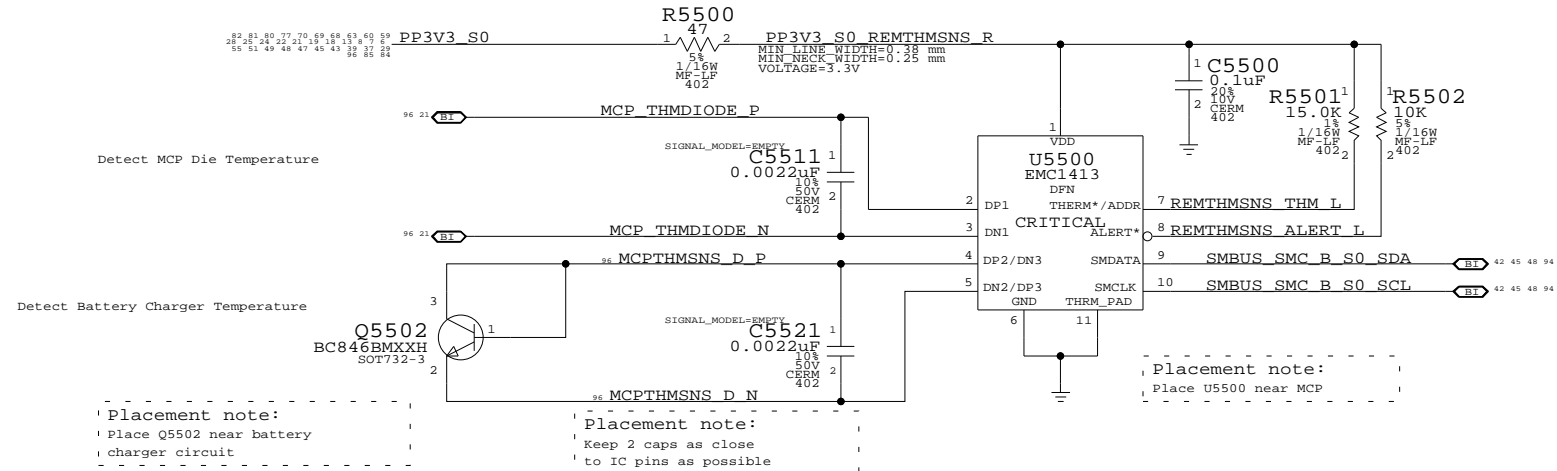 R5500
47
82 81 80 77 70 69 68 63 60 59
28 25 24 22 21 19 18 13 8 7 6
55 51 49 48 47 45 43 39 37 29
96 85 84
PP3V3_S0
1
2
PP3V3_S0_REMTHMSNS_R
5%
1/16W
MF-LF
402
MIN_LINE_WIDTH=0.38 mm
MIN_NECK_WIDTH=0.25 mm
VOLTAGE=3.3V
1
C5500
0.1uF
20%
10V
CERM
402
2
R5501
15.0K
1%
1/16W
MF-LF
402
1
2
R5502
10K
5%
1/16W
MF-LF
402
1
2
96 21
BI
MCP_THMDIODE_P
Detect MCP Die Temperature
SIGNAL_MODEL=EMPTY
C5511
0.0022uF
10%
50V
CERM
402
1
2
1
VDD
U5500
EMC1413
DFN
CRITICAL
2
DP1
THERM*/ADDR
7
REMTHMSNS_THM_L
96 21
BI
MCP_THMDIODE_N
3
DN1
ALERT*
8
REMTHMSNS_ALERT_L
96
MCPTHMSNS_D_P
4
DP2/DN3
SMDATA
9
SMBUS_SMC_B_S0_SDA
BI
42 45 48 94
5
DN2/DP3
SMCLK
10
SMBUS_SMC_B_S0_SCL
BI
42 45 48 94
GND
THRM_PAD
6
11
Detect Battery Charger Temperature
3
Q5502
BC846BMXXH
SOT732-3
1
2
SIGNAL_MODEL=EMPTY
C5521
0.0022uF
10%
50V
CERM
402
1
2
96
MCPTHMSNS_D_N
Placement note:
Place U5500 near MCP
Placement note:
Place Q5502 near battery
charger circuit
Placement note:
Keep 2 caps as close
to IC pins as possible